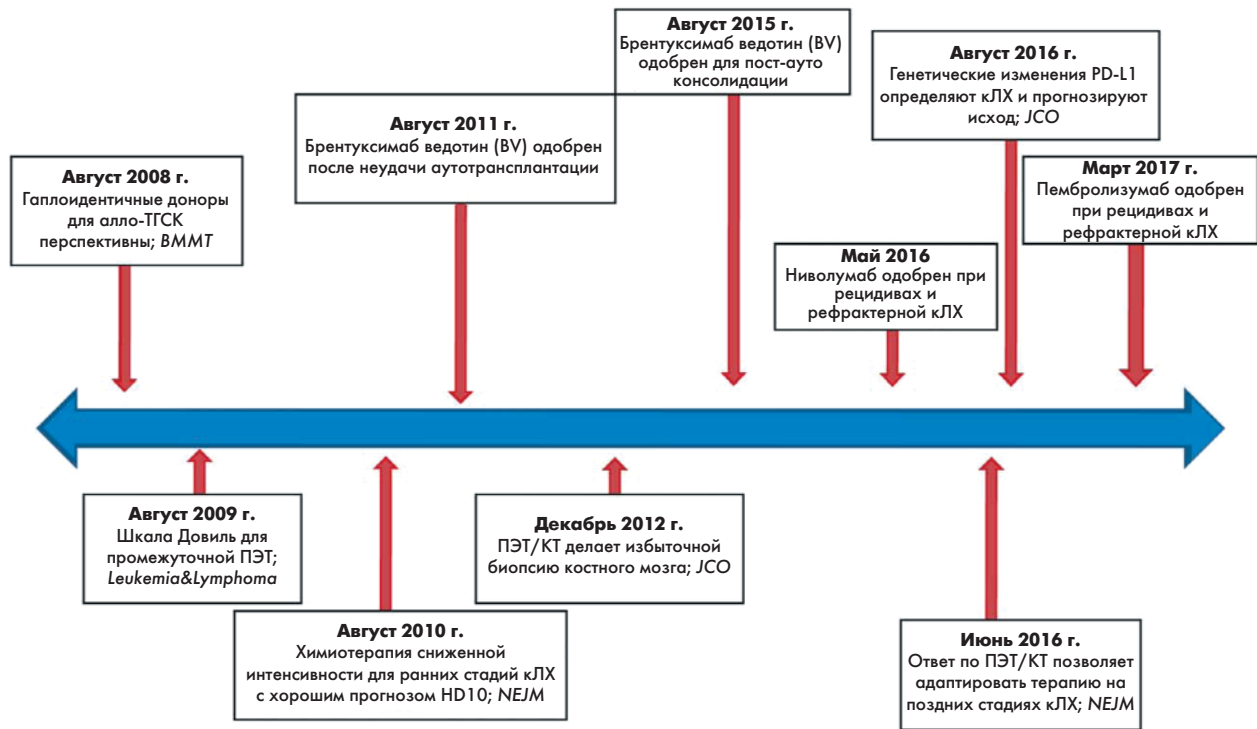 Август 2008 г.
Гаплоидентичные доноры
для алло-ТГСК
перспективны; BMMT
Август 2011 г.
Брентуксимаб ведотин (BV) одобрен
после неудачи аутотрансплантации
Август 2015 г.
Брентуксимаб ведотин (BV)
одобрен для пост-ауто
консолидации
Май 2016
Ниволумаб одобрен при
рецидивах и
рефрактерной кЛХ
Август 2016 г.
Генетические изменения PD-L1
определяют кЛХ и прогнозируют
исход; JCO
Март 2017 г.
Пембролизумаб одобрен
при рецидивах и
рефрактерной кЛХ
Август 2009 г.
Шкала Довиль для
промежуточной ПЭТ;
Leukemia&Lymphoma
Август 2010 г.
Химиотерапия сниженной
интенсивности для ранних стадий кЛХ
с хорошим прогнозом HD10; NEJM
Декабрь 2012 г.
ПЭТ/КТ делает избыточной
биопсию костного мозга; JCO
Июнь 2016 г.
Ответ по ПЭТ/КТ позволяет
адаптировать терапию на
поздних стадиях кЛХ; NEJM